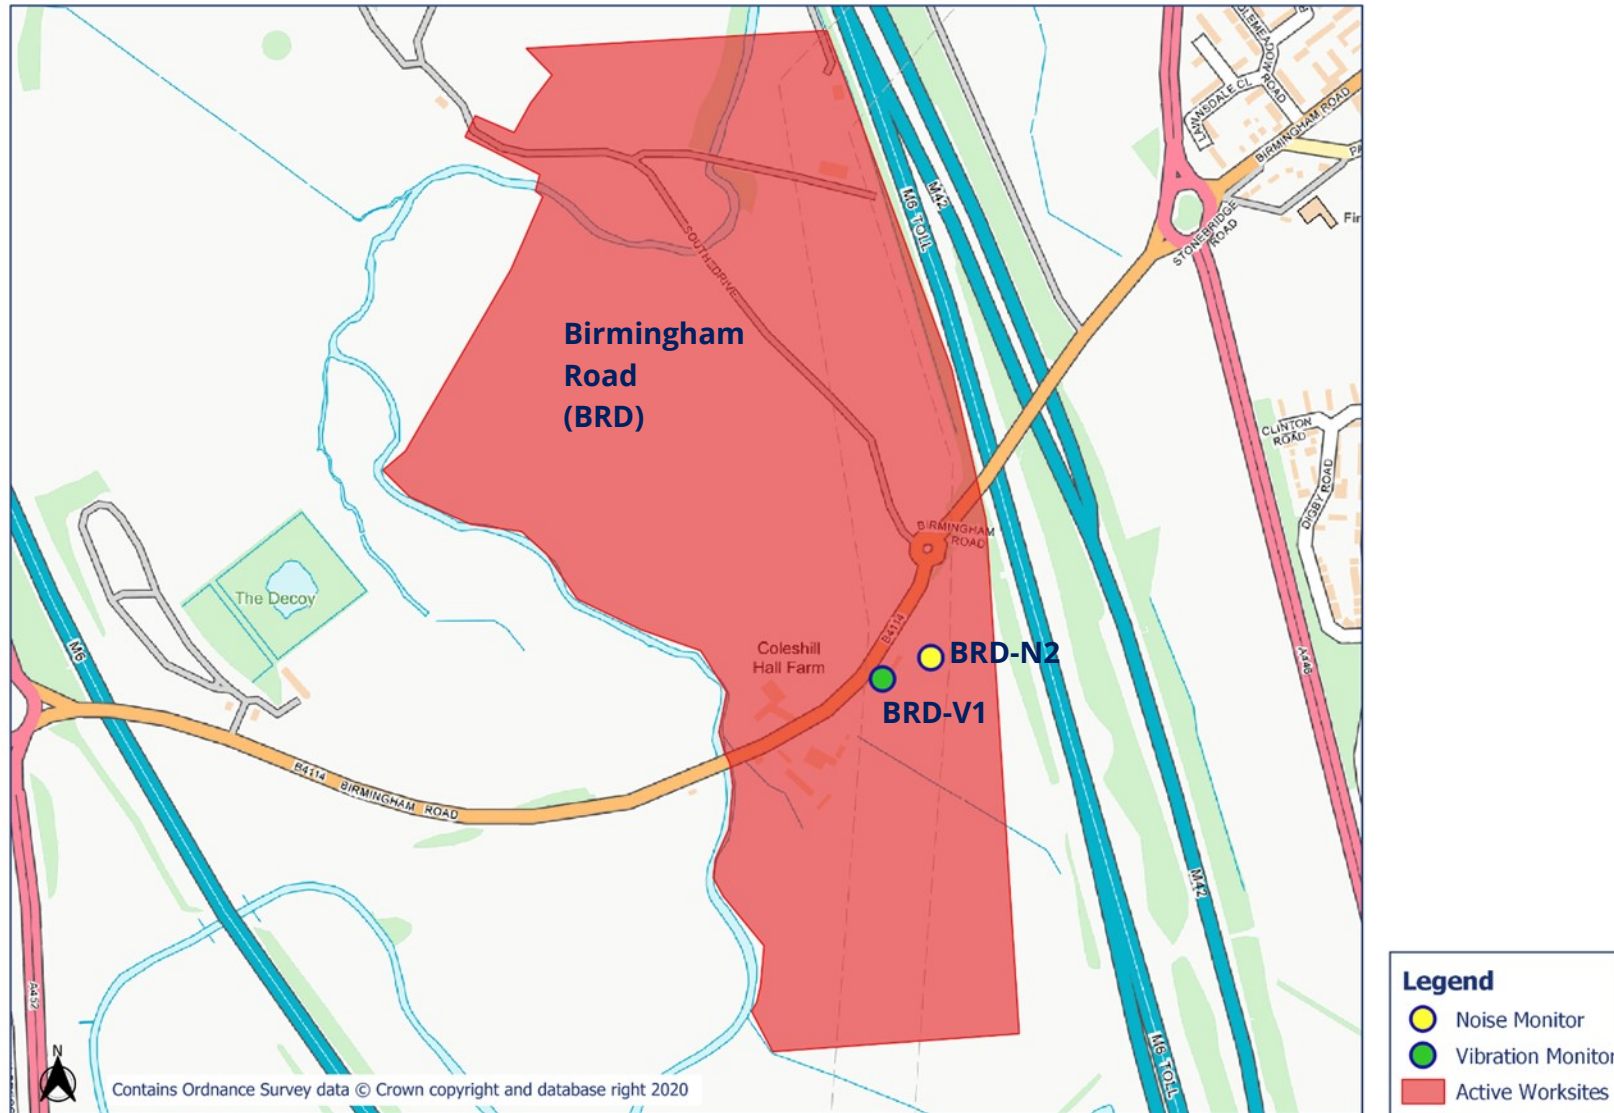 LAWNSDALE CL
ROAD
BIRMINGHAM ROAD
STONEBRIDGE
ROAD
Fir
M42
M6 TOLL
SOUTH DRIVE
Birmingham
Road
(BRD)
CLINTON
ROAD
DIGBY ROAD
BIRMINGHAM
ROAD
The Decoy
M6
B4114
Coleshill
Hall Farm
BRD-N2
BRD-V1
A446
B4114
BIRMINGHAM ROAD
M42
A452
M6 TOLL
N
Contains Ordnance Survey data © Crown copyright and database right 2020
Legend
Noise Monitor
Vibration Monitor
Active Worksites